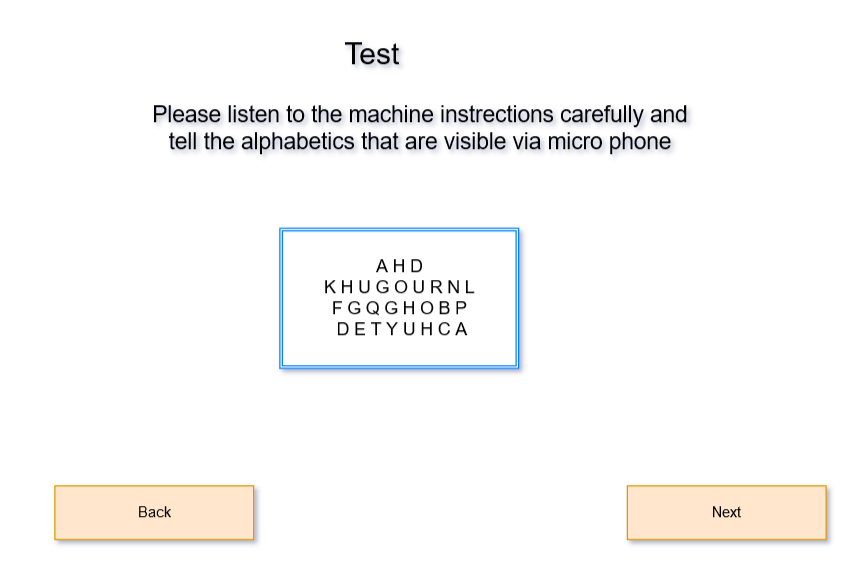 Test
Please listen to the machine instrections carefully and
tell the alphabetics that are visible via micro phone
A H D
K H U G O U R N L
F G Q G H O B P
D E T Y U H C A
Back
Next